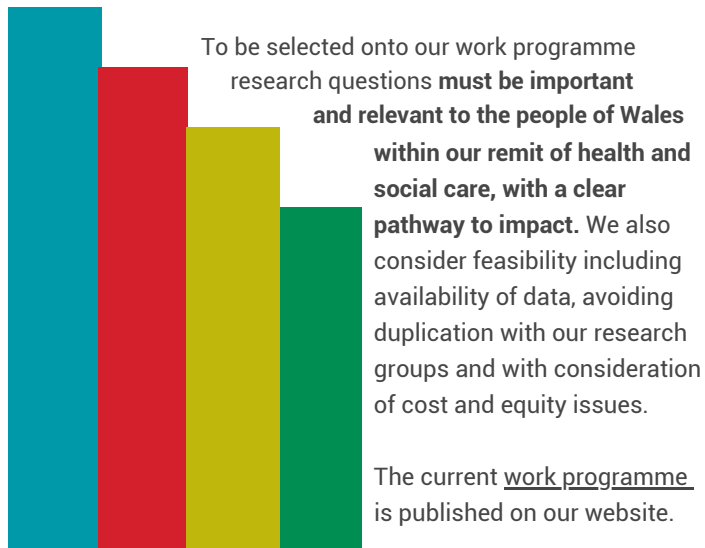 To be selected onto our work programme
research questions must be important
and relevant to the people of Wales
within our remit of health and
social care, with a clear
pathway to impact. We also
consider feasibility including
availability of data, avoiding
duplication with our research
groups and with consideration
of cost and equity issues.
The current work programme
is published on our website.